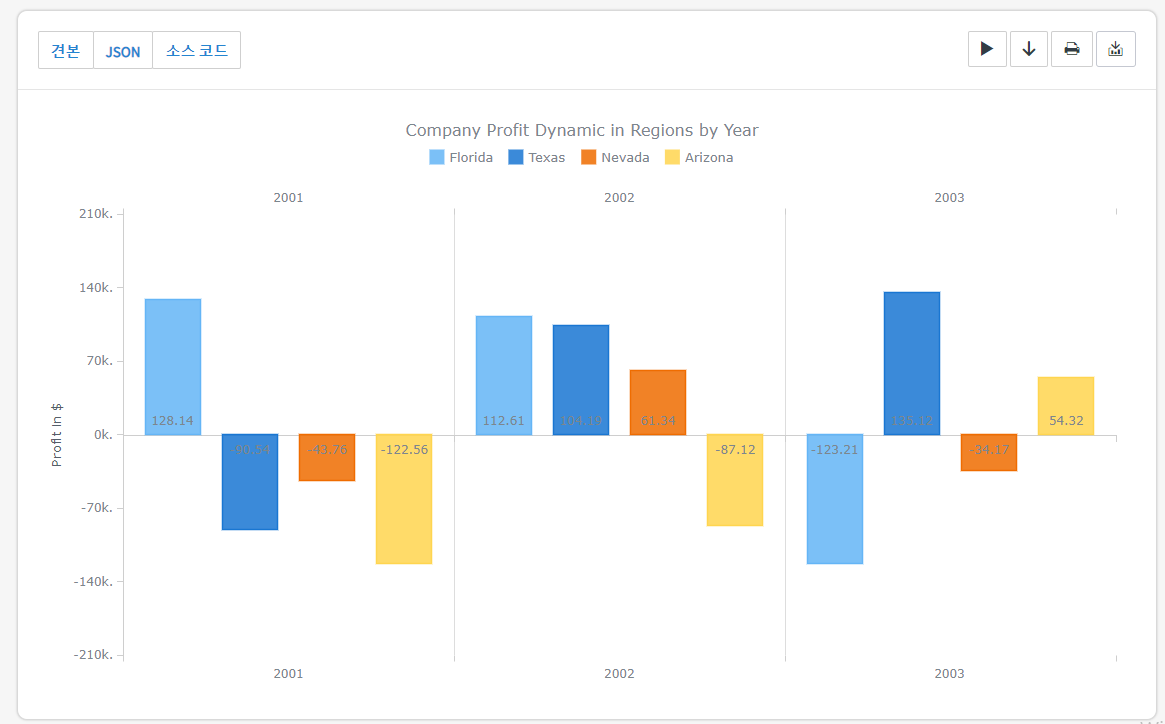 견본 JSON 소스 코드
Company Profit Dynamic in Regions by Year
Florida Texas Nevada Arizona
2001 2002 2003
210k.
140k.
70k.
0k.
-70k.
-140k.
-210k.
Profit In $
128.14 -90.54 -43.76 -122.56 112.61 104.19 61.34 -87.12 -123.21 135.12 -34.17 54.32
2001 2002 2003